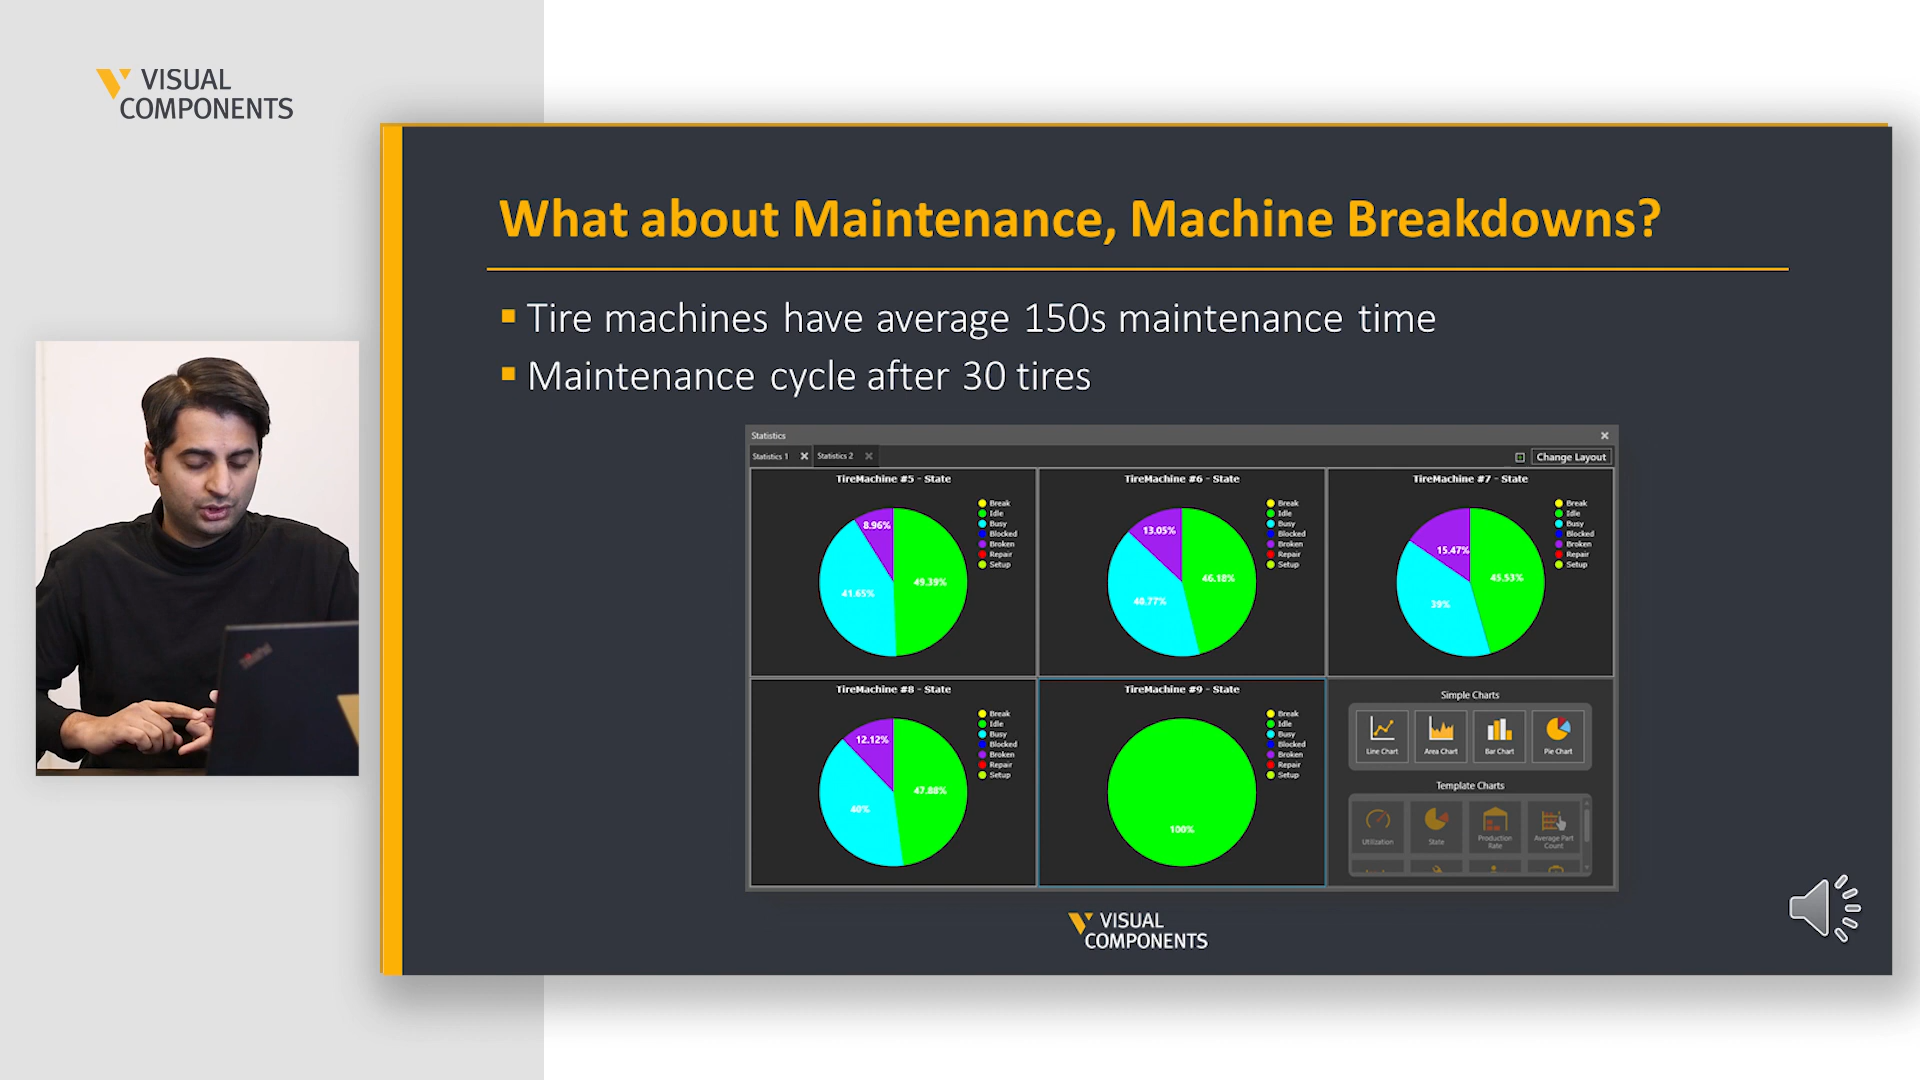 VISUAL
COMPONENTS
What about Maintenance, Machine Breakdowns?
Tire machines have average 150s maintenance time
Maintenance cycle after 30 tires
Statistics
Statistics 1
Statistics 2
Change Layout
TireMachine #5 - State
Break
Idle
Busy
Blocked
Broken
Repair
Setup
8.96%
49.39%
41.65%
TireMachine #6 - State
Break
Idle
Busy
Blocked
Broken
Repair
Setup
13.05%
46.18%
40.77%
TireMachine #7 - State
Break
Idle
Busy
Blocked
Broken
Repair
Setup
15.47%
45.53%
39%
TireMachine #8 - State
Break
Idle
Busy
Blocked
Broken
Repair
Setup
12.12%
47.88%
40%
TireMachine #9 - State
Break
Idle
Busy
Blocked
Broken
Repair
Setup
100%
Simple Charts
Line Chart
Area Chart
Bar Chart
Pie Chart
Template Charts
Utilization
State
Production
Rate
Average Part
Count
VISUAL
COMPONENTS
ThinkPad